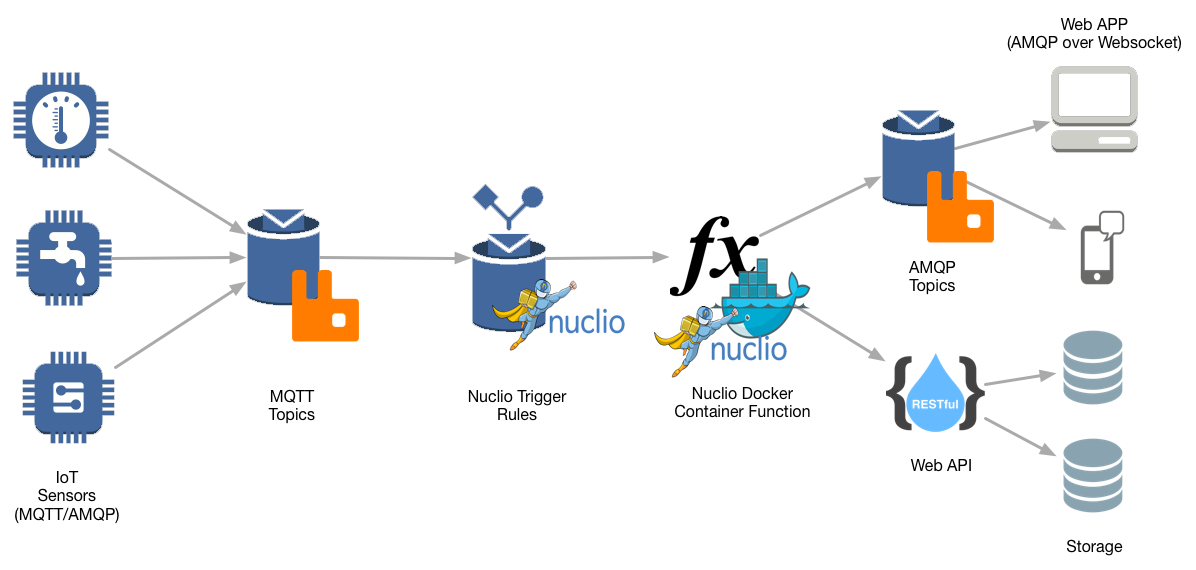 Web APP
(AMQP over Websocket)
IoT
Sensors
(MQTT/AMQP)
MQTT
Topics
nuclio
Nuclio Trigger
Rules
fx
nuclio
Nuclio Docker
Container Function
AMQP
Topics
{RESTful}
Web API
Storage